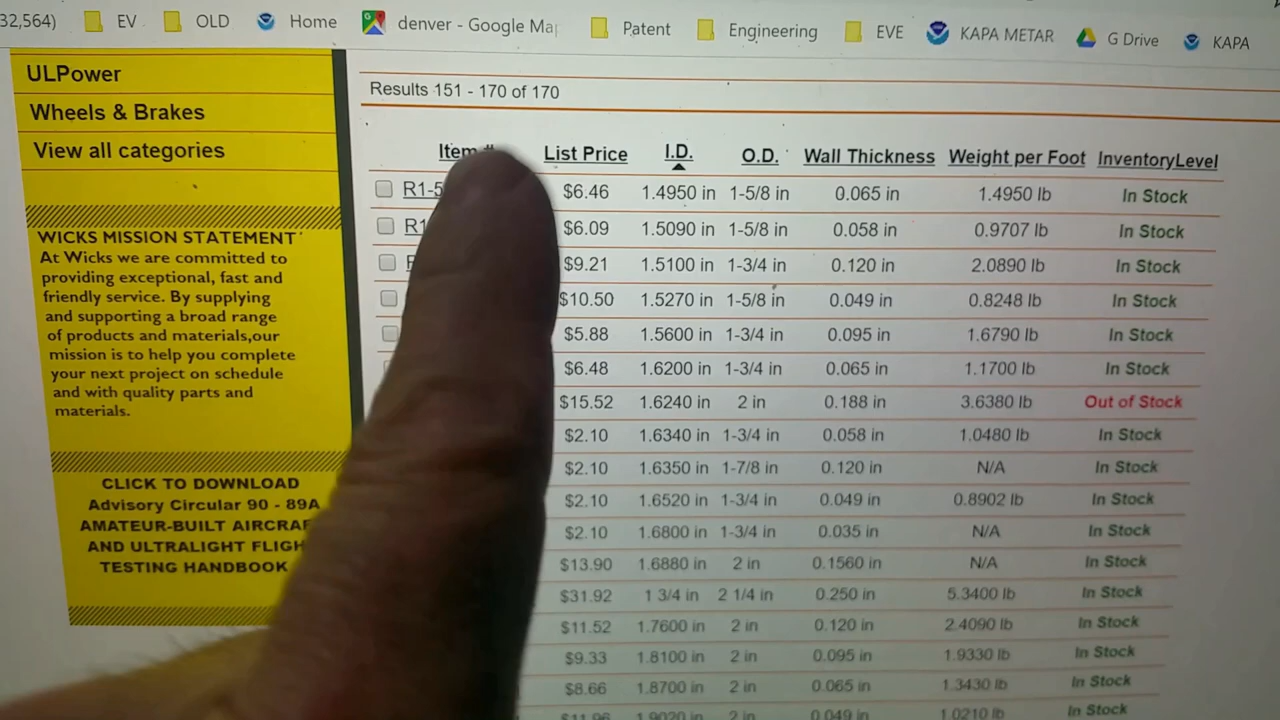 32,564) EV OLD Home denver - Google Map Patent Engineering EVE KAPA METAR G Drive KAPA
ULPower
Wheels & Brakes
View all categories
WICKS MISSION STATEMENT
At Wicks we are committed to
providing exceptional, fast and
friendly service. By supplying
and supporting a broad range
of products and materials,our
mission is to help you complete
your next project on schedule
and with quality parts and
materials.
CLICK TO DOWNLOAD
Advisory Circular 90 - 89A
AMATEUR-BUILT AIRCRAF
AND ULTRALIGHT FLIGH
TESTING HANDBOOK
Results 151 - 170 of 170
Item # List Price I.D. O.D. Wall Thickness Weight per Foot InventoryLevel
R1-5 $6.46 1.4950 in 1-5/8 in 0.065 in 1.4950 lb In Stock
R1 $6.09 1.5090 in 1-5/8 in 0.058 in 0.9707 lb In Stock
$9.21 1.5100 in 1-3/4 in 0.120 in 2.0890 lb In Stock
$10.50 1.5270 in 1-5/8 in 0.049 in 0.8248 lb In Stock
$5.88 1.5600 in 1-3/4 in 0.095 in 1.6790 lb In Stock
$6.48 1.6200 in 1-3/4 in 0.065 in 1.1700 lb In Stock
$15.52 1.6240 in 2 in 0.188 in 3.6380 lb Out of Stock
$2.10 1.6340 in 1-3/4 in 0.058 in 1.0480 lb In Stock
$2.10 1.6350 in 1-7/8 in 0.120 in N/A In Stock
$2.10 1.6520 in 1-3/4 in 0.049 in 0.8902 lb In Stock
$2.10 1.6800 in 1-3/4 in 0.035 in N/A In Stock
$13.90 1.6880 in 2 in 0.1560 in N/A In Stock
$31.92 1 3/4 in 2 1/4 in 0.250 in 5.3400 lb In Stock
$11.52 1.7600 in 2 in 0.120 in 2.4090 lb In Stock
$9.33 1.8100 in 2 in 0.095 in 1.9330 lb In Stock
$8.66 1.8700 in 2 in 0.065 in 1.3430 lb In Stock
$11.96 1.9020 in 2 in 0.049 in 1.0210 lb In Stock